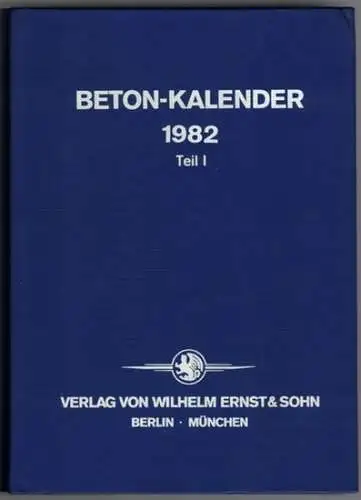 BETON-KALENDER
1982
Teil I
VERLAG VON WILHELM ERNST & SOHN
BERLIN · MÜNCHEN